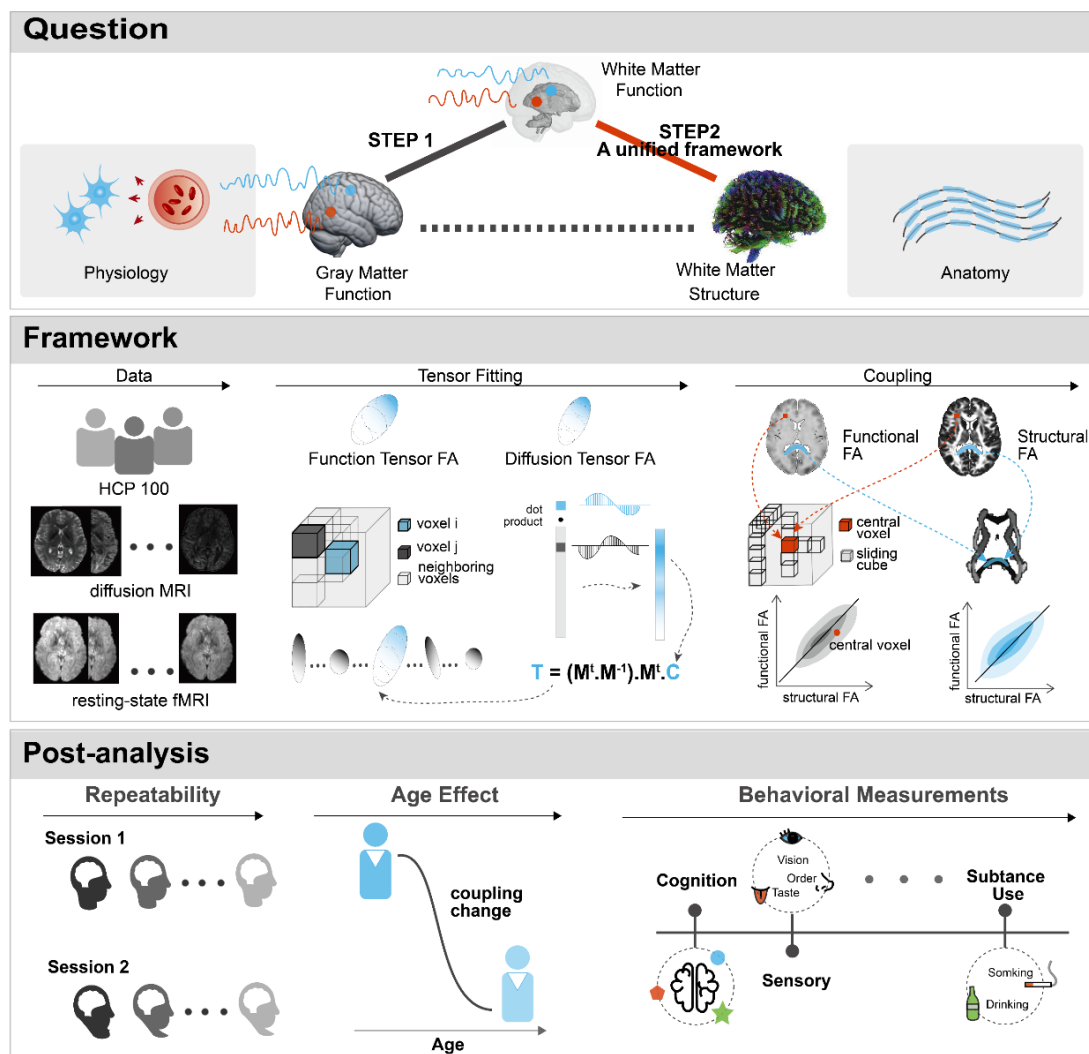 Question
White Matter
Function
STEP 1
STEP2
A unified framework
Physiology
Gray Matter
Function
White Matter
Structure
Anatomy
Framework
Data
Tensor Fitting
Coupling
HCP 100
diffusion MRI
resting-state fMRI
Function Tensor FA
Diffusion Tensor FA
voxel i
voxel j
neighboring
voxels
dot
product
T = (Mᵗ.M⁻¹).Mᵗ.C
Functional
FA
Structural
FA
central
voxel
sliding
cube
functional FA
central voxel
structural FA
functional FA
structural FA
Post-analysis
Repeatability
Age Effect
Behavioral Measurements
Session 1
Session 2
coupling
change
Age
Cognition
Vision
Order
Taste
Sensory
Subtance
Use
Somking
Drinking